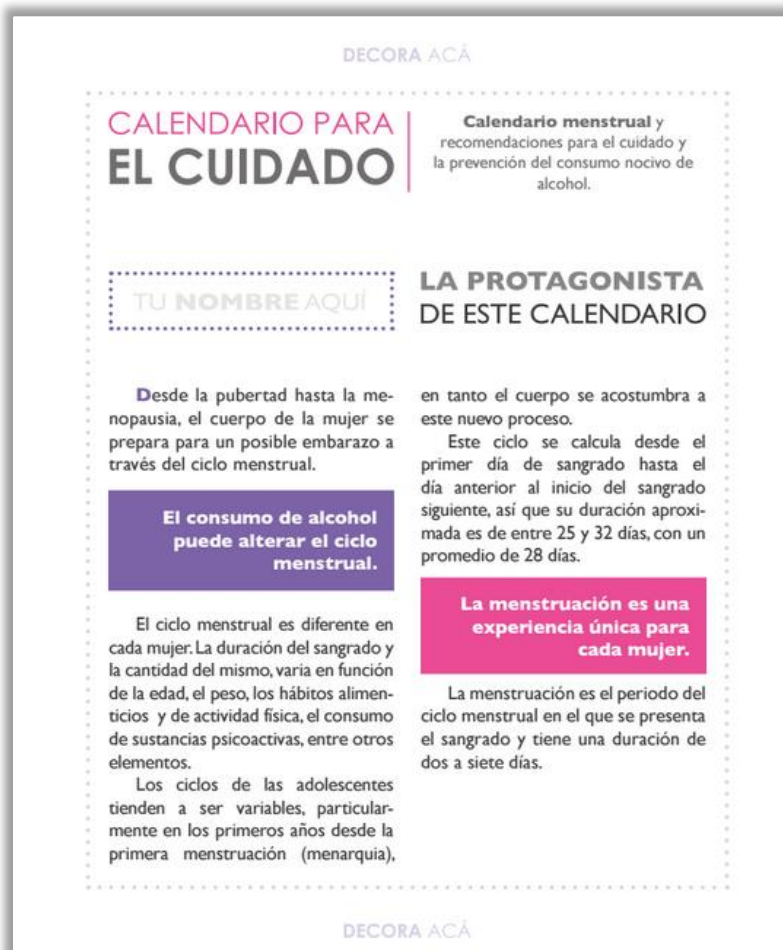 DECORA ACÁ
CALENDARIO PARA
EL CUIDADO
Calendario menstrual y
recomendaciones para el cuidado y
la prevención del consumo nocivo de
alcohol.
TU NOMBRE AQUÍ
LA PROTAGONISTA
DE ESTE CALENDARIO
Desde la pubertad hasta la me-
nopausia, el cuerpo de la mujer se
prepara para un posible embarazo a
través del ciclo menstrual.
El consumo de alcohol
puede alterar el ciclo
menstrual.
El ciclo menstrual es diferente en
cada mujer. La duración del sangrado y
la cantidad del mismo, varia en función
de la edad, el peso, los hábitos alimen-
ticios y de actividad física, el consumo
de sustancias psicoactivas, entre otros
elementos.
Los ciclos de las adolescentes
tienden a ser variables, particular-
mente en los primeros años desde la
primera menstruación (menarquia),
en tanto el cuerpo se acostumbra a
este nuevo proceso.
Este ciclo se calcula desde el
primer día de sangrado hasta el
día anterior al inicio del sangrado
siguiente, así que su duración aproxi-
mada es de entre 25 y 32 días, con un
promedio de 28 días.
La menstruación es una
experiencia única para
cada mujer.
La menstruación es el periodo del
ciclo menstrual en el que se presenta
el sangrado y tiene una duración de
dos a siete días.
DECORA ACÁ